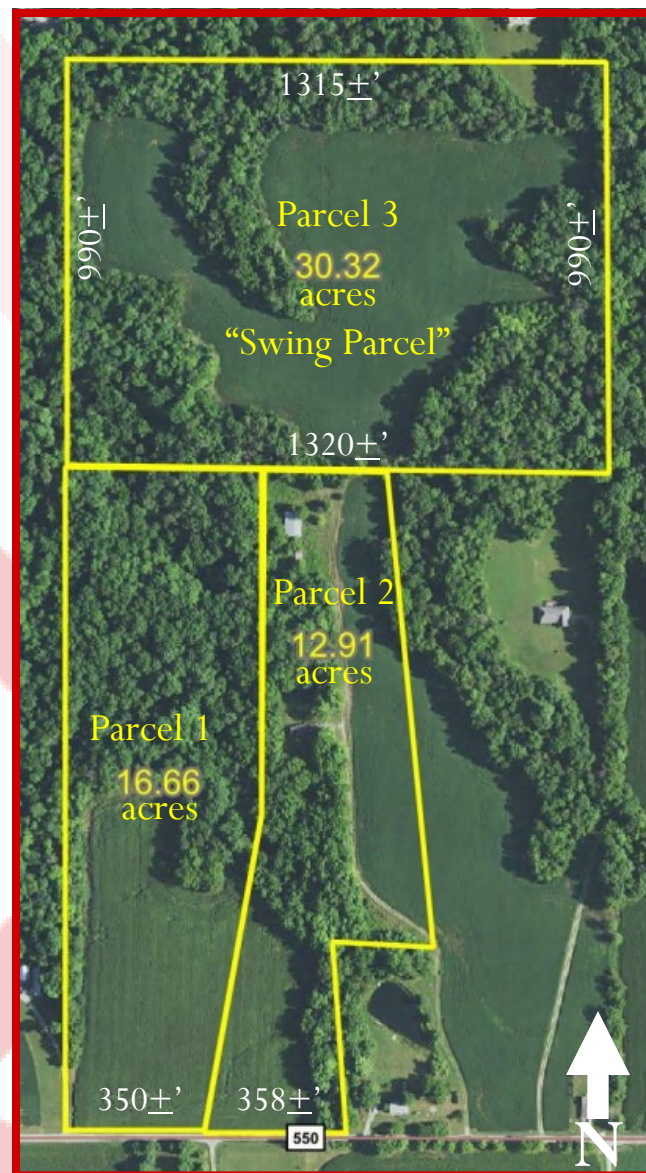 1315±'
990±'
990±'
Parcel 3
30.32
acres
“Swing Parcel”
1320±'
Parcel 2
12.91
acres
Parcel 1
16.66
acres
350±'
358±'
550
N